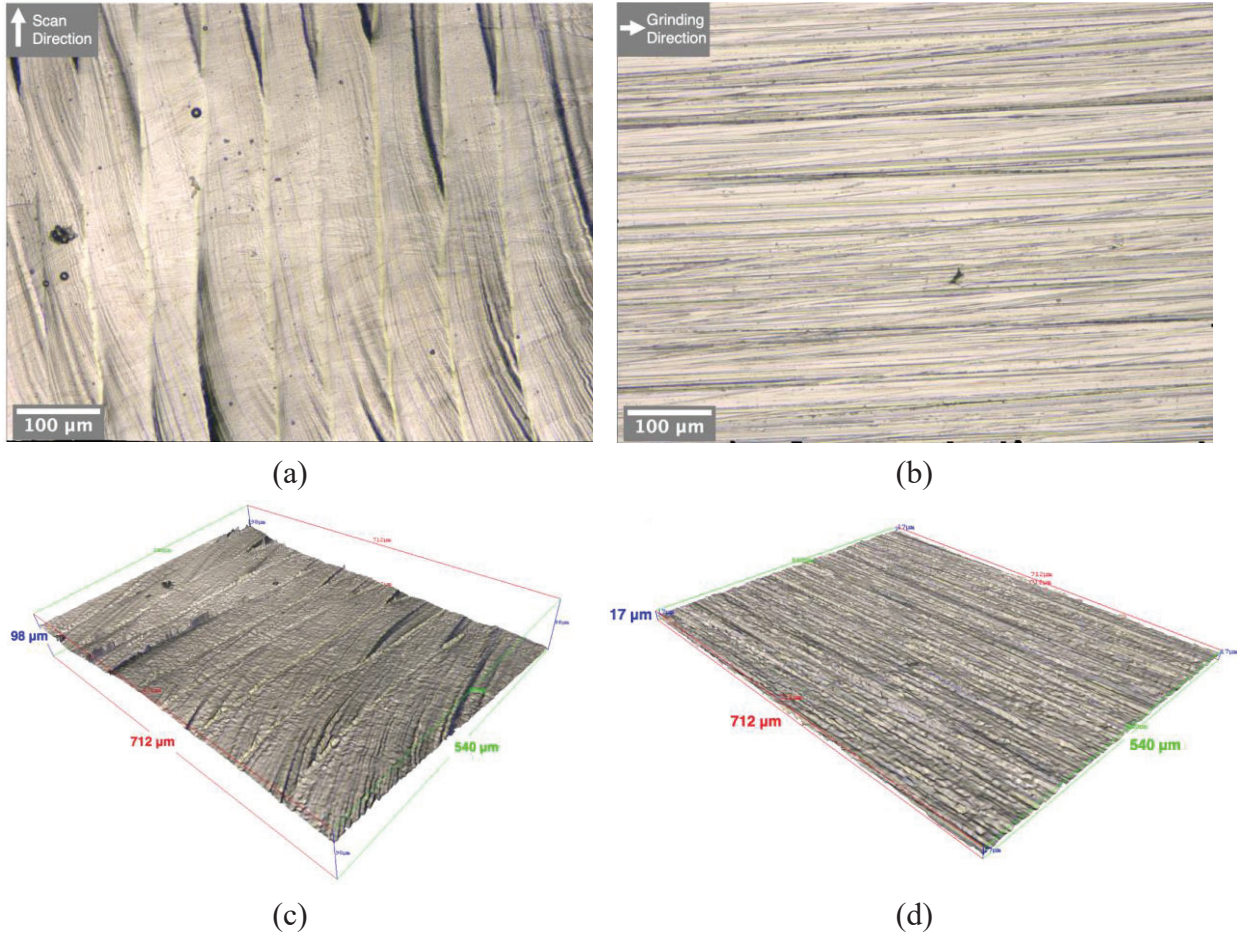 Scan
Direction
Grinding
Direction
100 µm
100 µm
(a)
(b)
98 µm
712 µm
540 µm
17 µm
712 µm
540 µm
(c)
(d)